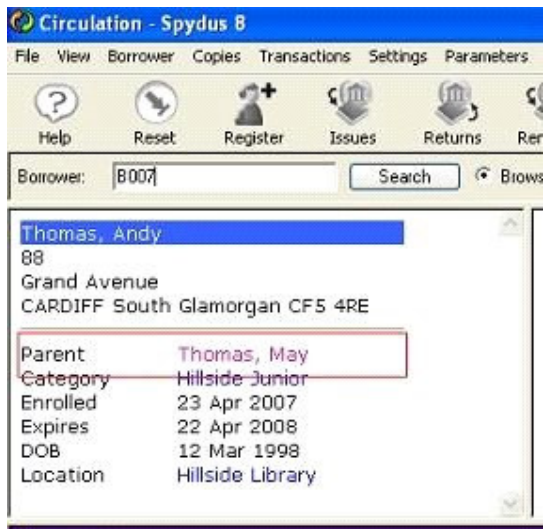 Circulation - Spydus 8
File View Borrower Copies Transactions Settings Parameters
Help Reset Register Issues Returns
Borrower: B007 Search Brows
Thomas, Andy
88
Grand Avenue
CARDIFF South Glamorgan CF5 4RE
Parent Thomas, May
Category Hillside Junior
Enrolled 23 Apr 2007
Expires 22 Apr 2008
DOB 12 Mar 1998
Location Hillside Library